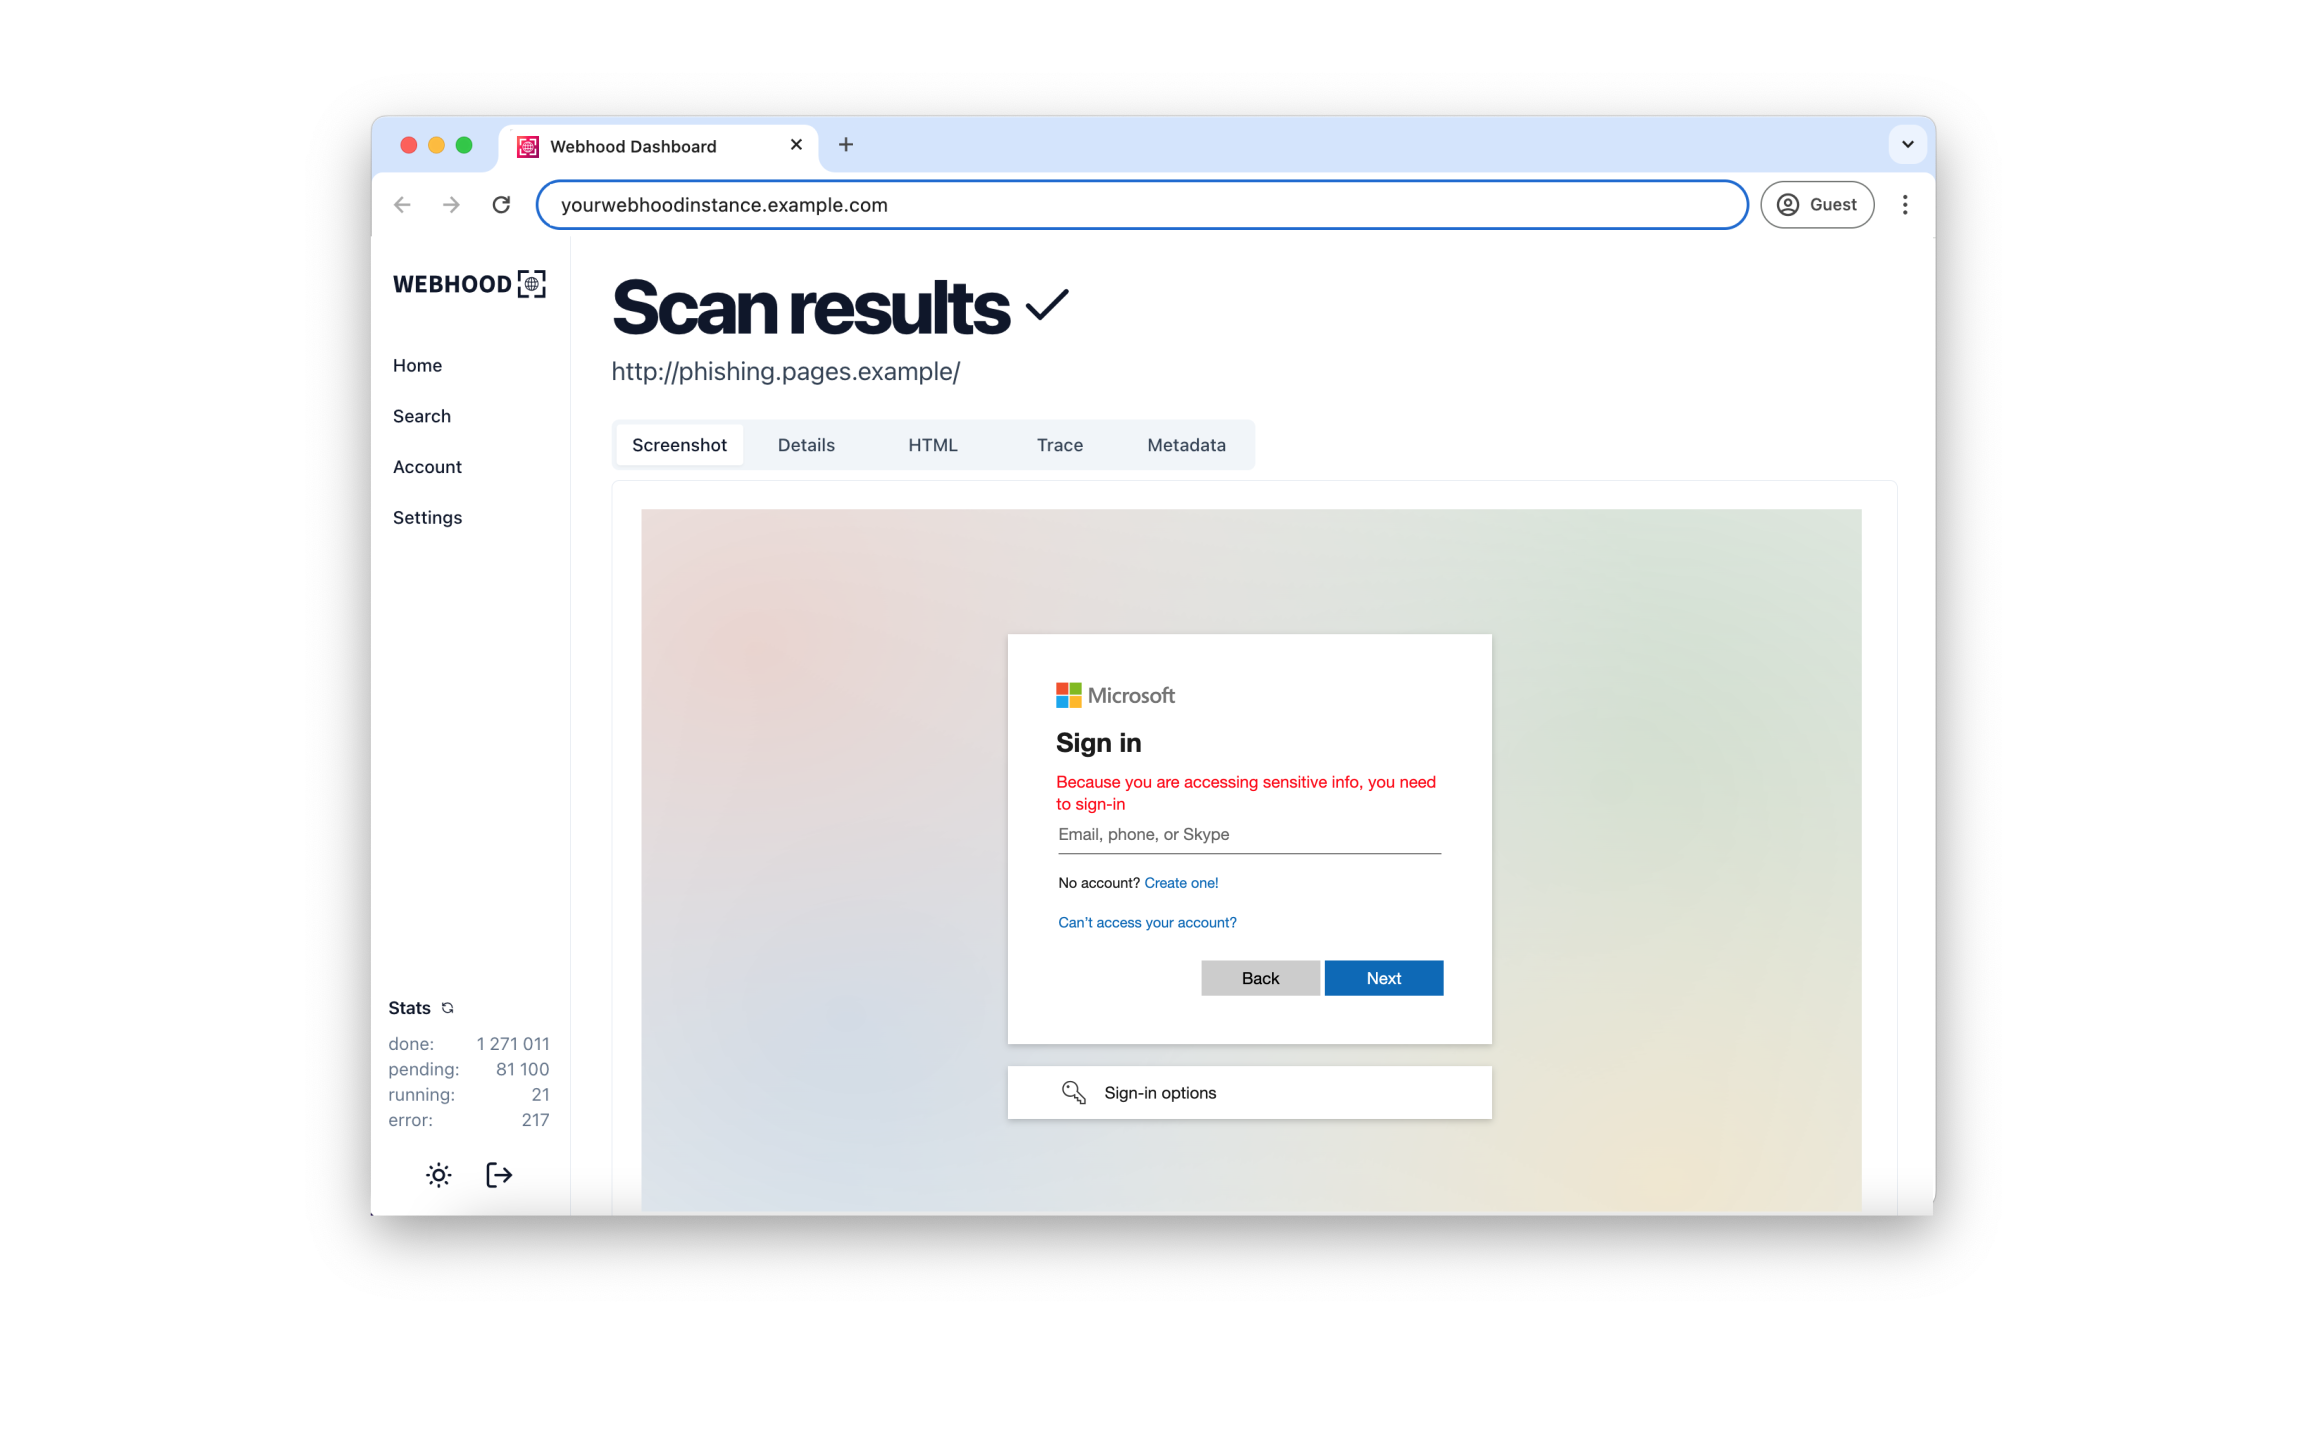 Webhood Dashboard
yourwebhoodinstance.example.com
Guest
WEBHOOD
Home
Search
Account
Settings
Stats
done: 1 271 011
pending: 81 100
running: 21
error: 217
Scan results
http://phishing.pages.example/
Screenshot Details HTML Trace Metadata
Microsoft
Sign in
Because you are accessing sensitive info, you need
to sign-in
Email, phone, or Skype
No account? Create one!
Can't access your account?
Back Next
Sign-in options